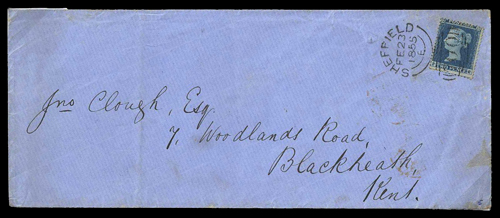 SHEFFIELD
FE 23
1855
E
Jno Clough, Esq.
7, Woodlands Road,
Blackheath,
Kent.